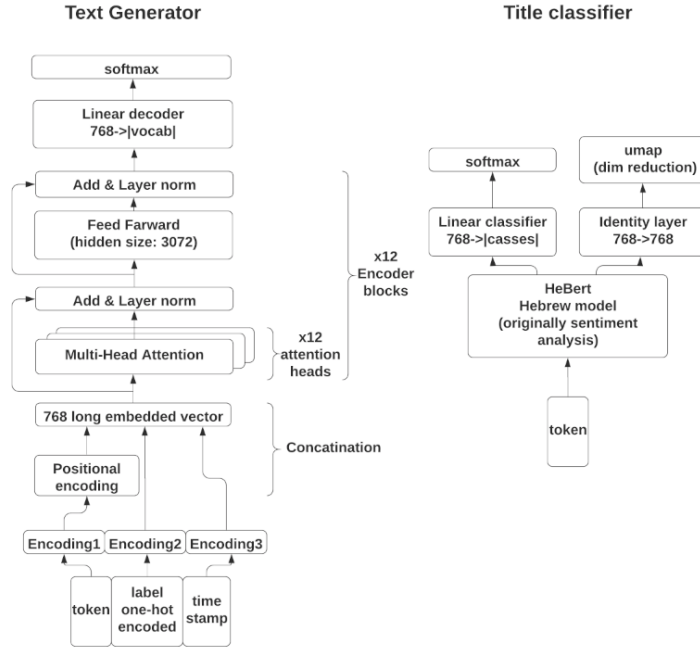 Text Generator
softmax
Linear decoder
768->|vocab|
Add & Layer norm
Feed Farward
(hidden size: 3072)
Add & Layer norm
Multi-Head Attention
x12
attention
heads
x12
Encoder
blocks
768 long embedded vector
Concatination
Positional
encoding
Encoding1
Encoding2
Encoding3
token
label
one-hot
encoded
time
stamp
Title classifier
softmax
umap
(dim reduction)
Linear classifier
768->|casses|
Identity layer
768->768
HeBert
Hebrew model
(originally sentiment
analysis)
token